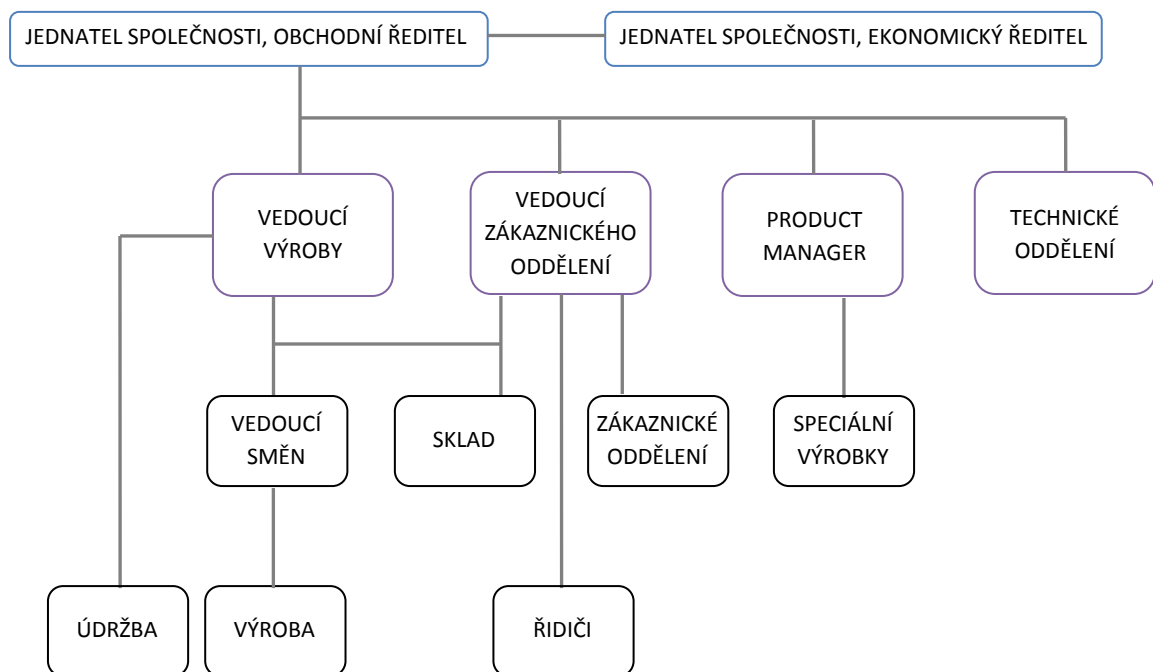 JEDNATEL SPOLEČNOSTI, OBCHODNÍ ŘEDITEL
JEDNATEL SPOLEČNOSTI, EKONOMICKÝ ŘEDITEL
VEDOUCÍ
VÝROBY
VEDOUCÍ
ZÁKAZNICKÉHO
ODDĚLENÍ
PRODUCT
MANAGER
TECHNICKÉ
ODDĚLENÍ
VEDOUCÍ
SMĚN
SKLAD
ZÁKAZNICKÉ
ODDĚLENÍ
SPECIÁLNÍ
VÝROBKY
ÚDRŽBA
VÝROBA
ŘIDIČI